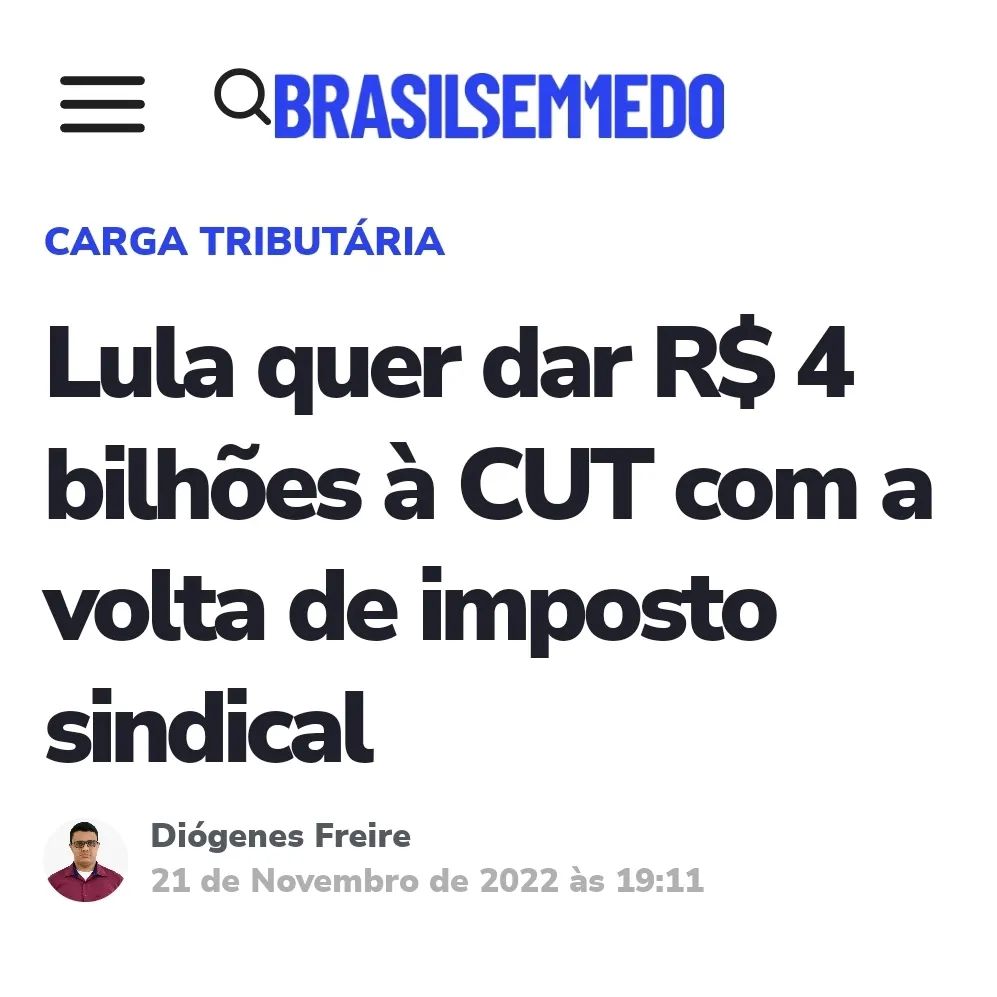 BRASILSEMMEDO
CARGA TRIBUTÁRIA
Lula quer dar R$ 4
bilhões à CUT com a
volta de imposto
sindical
Diógenes Freire
21 de Novembro de 2022 às 19:11